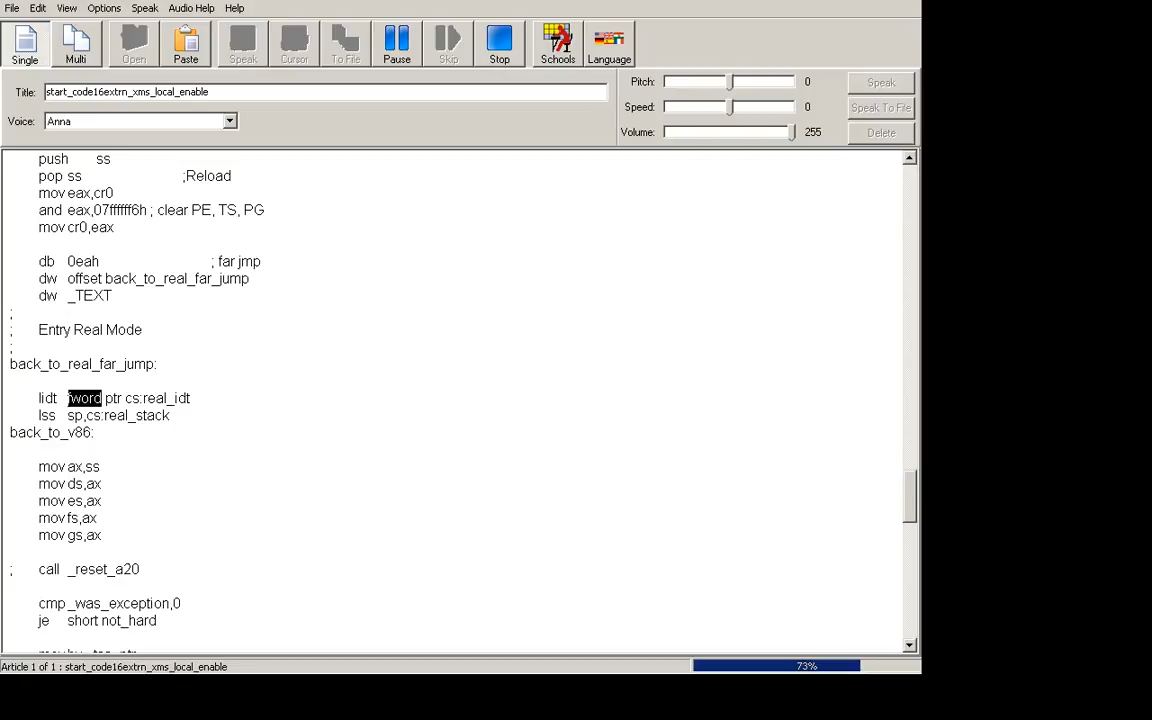 File Edit View Options Speak Audio Help Help
Single Multi Open Paste Speak Cursor To File Pause Skip Stop Schools Language
Title: start_code16extrn_xms_local_enable
Voice: Anna
Pitch: 0 Speak
Speed: 0 Speak To File
Volume: 255 Delete
push ss
pop ss ;Reload
mov eax,cr0
and eax,07ffffff6h ; clear PE, TS, PG
mov cr0,eax
db 0eah ; far jmp
dw offset back_to_real_far_jump
dw _TEXT
;
; Entry Real Mode
;
back_to_real_far_jump:
lidt fword ptr cs:real_idt
lss sp,cs:real_stack
back_to_v86:
mov ax,ss
mov ds,ax
mov es,ax
mov fs,ax
mov gs,ax
; call _reset_a20
cmp _was_exception,0
je short not_hard
Article 1 of 1 : start_code16extrn_xms_local_enable 73%